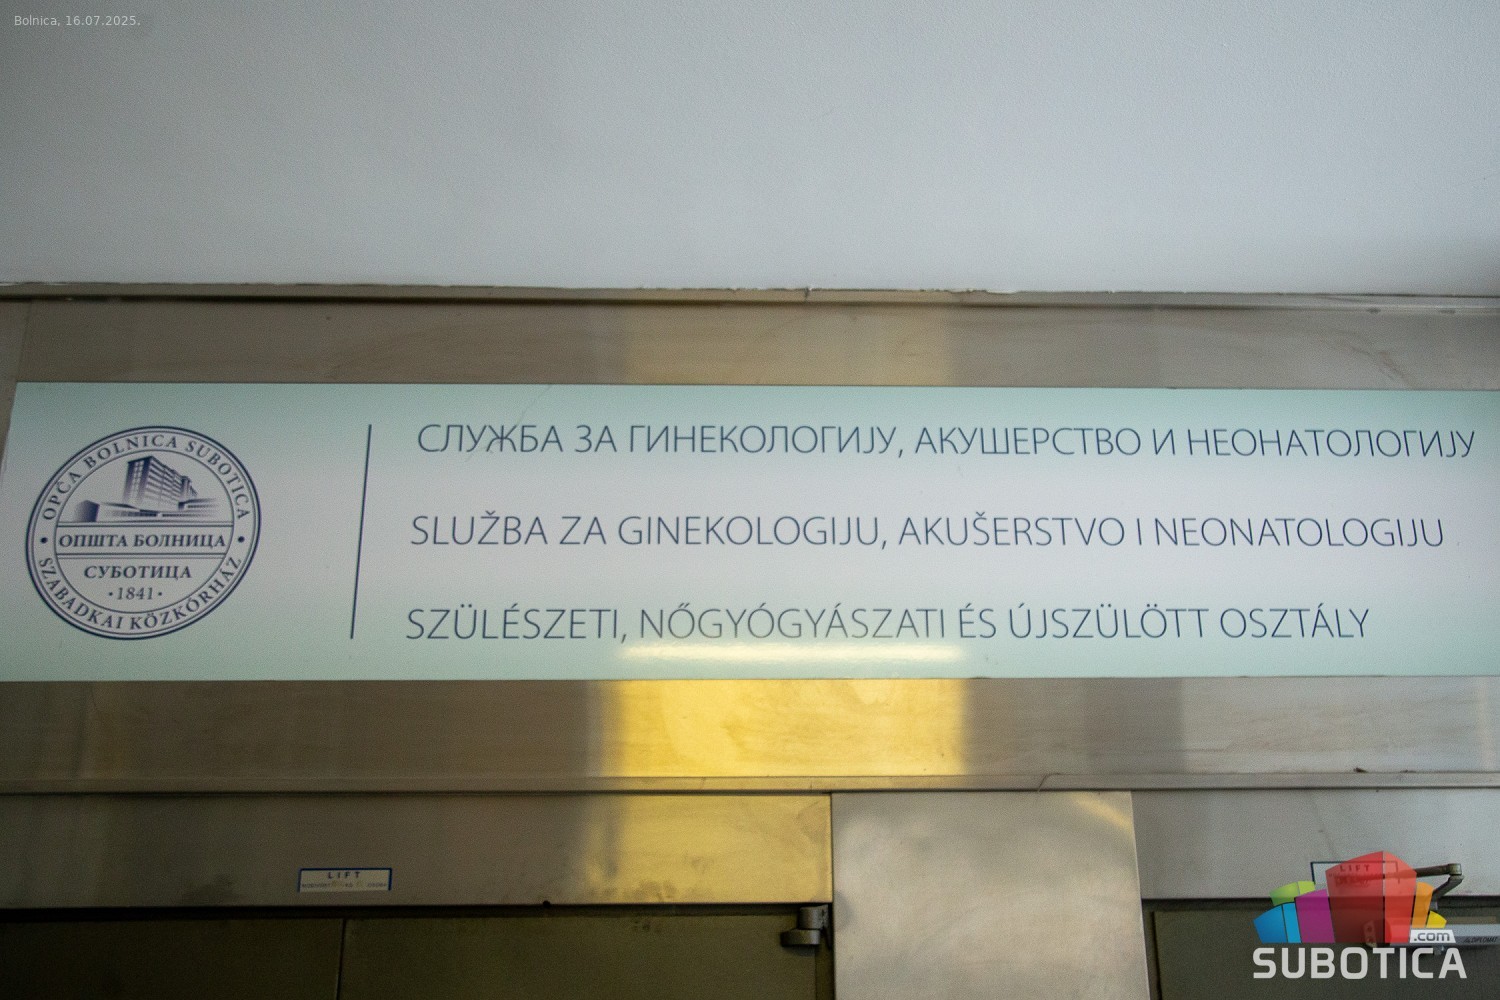 Bolnica, 16.07.2025.
СЛУЖБА ЗА ГИНЕКОЛОГИЈУ, АКУШЕРСТВО И НЕОНАТОЛОГИЈУ
SLUŽBA ZA GINEKOLOGIJU, AKUŠERSTVO I NEONATOLOGIJU
SZÜLÉSZETI, NŐGYÓGYÁSZATI ÉS ÚJSZÜLÖTT OSZTÁLY
OPĆA BOLNICA SUBOTICA
ОПШТА БОЛНИЦА
СУБОТИЦА
·1841·
SZABADKAI KÖZKÓRHÁZ
LIFT
LIFT
.com
SUBOTICA